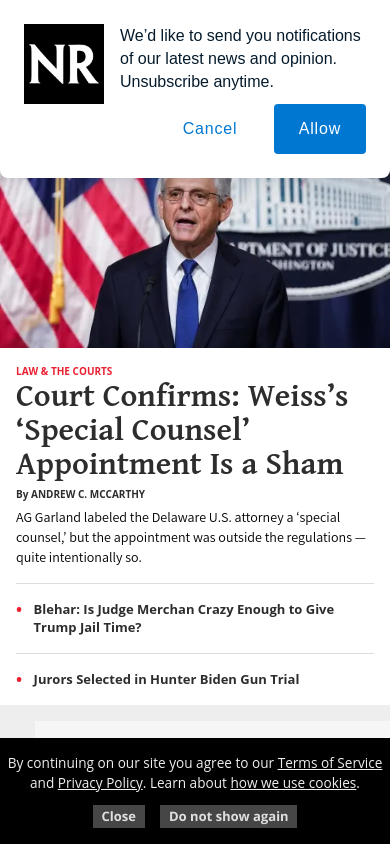 NR
We’d like to send you notifications
of our latest news and opinion.
Unsubscribe anytime.
Cancel
Allow
MENT OF JUSTICE
WASHINGTON
LAW & THE COURTS
Court Confirms: Weiss’s
‘Special Counsel’
Appointment Is a Sham
By ANDREW C. MCCARTHY
AG Garland labeled the Delaware U.S. attorney a ‘special
counsel,’ but the appointment was outside the regulations —
quite intentionally so.
• Blehar: Is Judge Merchan Crazy Enough to Give
Trump Jail Time?
• Jurors Selected in Hunter Biden Gun Trial
By continuing on our site you agree to our Terms of Service
and Privacy Policy. Learn about how we use cookies.
Close
Do not show again